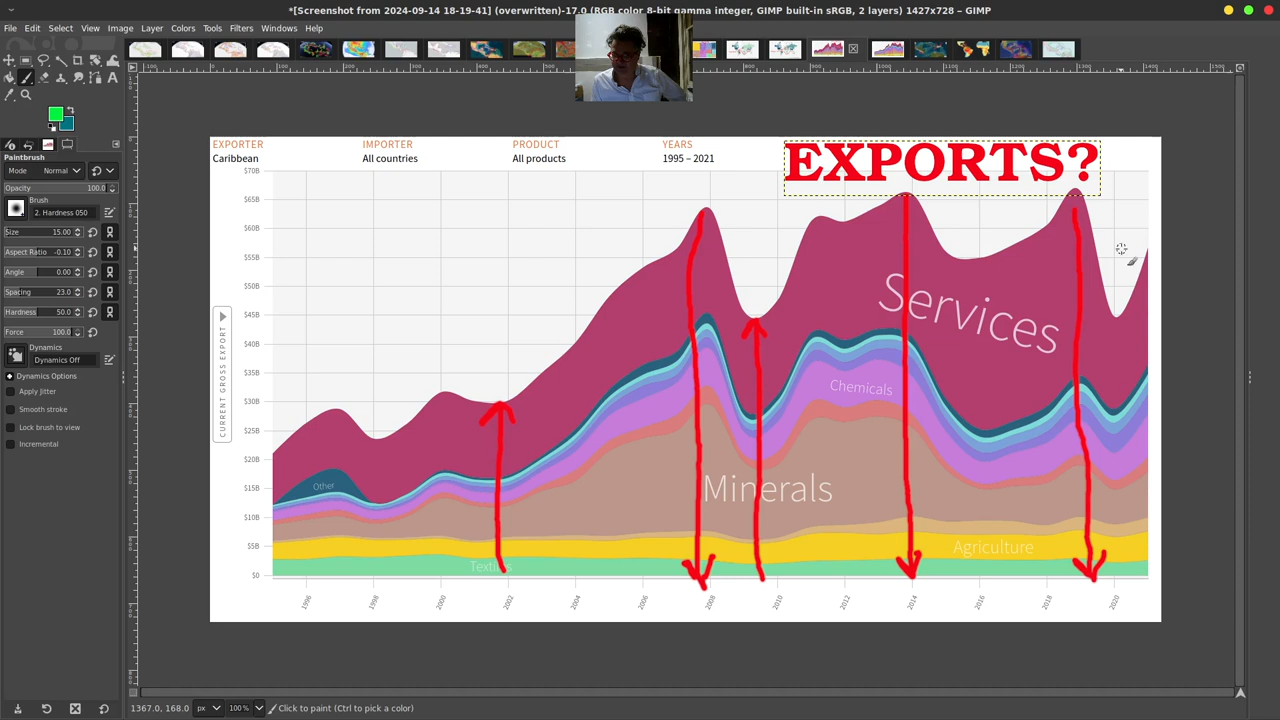 *[Screenshot from 2024-09-14 18-19-41] (overwritten)-17.0 (RGB color 8-bit gamma integer, GIMP built-in sRGB, 2 layers) 1427x728 – GIMP
File Edit Select View Image Layer Colors Tools Filters Windows Help
Paintbrush
Mode Normal
Opacity 100.0
Brush
2. Hardness 050
Size 15.00
Aspect Ratio -0.10
Angle 0.00
Spacing 23.0
Hardness 50.0
Force 100.0
Dynamics
Dynamics Off
Dynamics Options
Apply Jitter
Smooth stroke
Lock brush to view
Incremental
EXPORTER IMPORTER PRODUCT YEARS
Caribbean All countries All products 1995 – 2021
EXPORTS?
$70B
$65B
$60B
$55B
$50B
$45B
$40B
$35B
$30B
$25B
$20B
$15B
$10B
$5B
$0
CURRENT GROSS EXPORT
Services
Chemicals
Other
Minerals
Agriculture
Textiles
1996 1998 2000 2002 2004 2006 2008 2010 2012 2014 2016 2018 2020
1367.0, 168.0 px 100% Click to paint (Ctrl to pick a color)